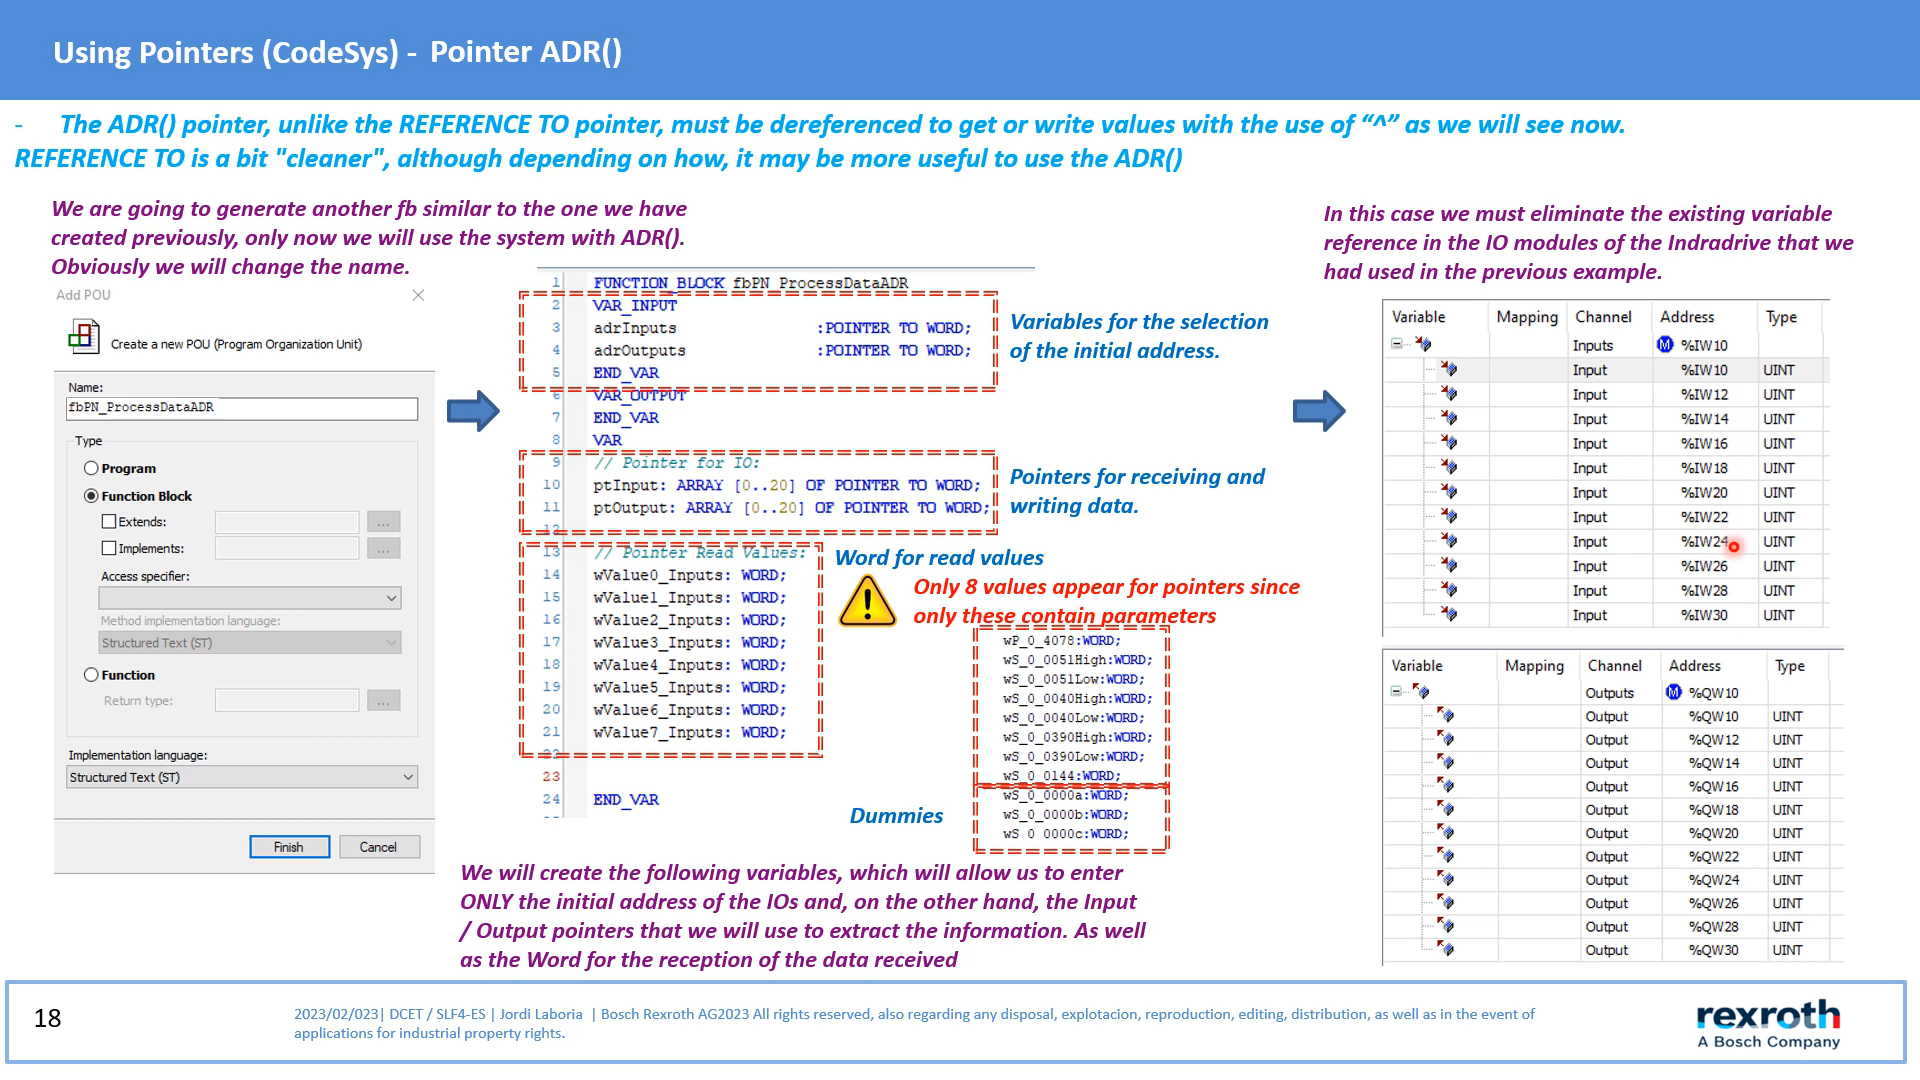 Using Pointers (CodeSys) - Pointer ADR()
- The ADR() pointer, unlike the REFERENCE TO pointer, must be dereferenced to get or write values with the use of “^” as we will see now.
REFERENCE TO is a bit "cleaner", although depending on how, it may be more useful to use the ADR()
We are going to generate another fb similar to the one we have
created previously, only now we will use the system with ADR().
Obviously we will change the name.
Add POU
Create a new POU (Program Organization Unit)
Name:
fbPN_ProcessDataADR
Type
Program
Function Block
Extends:
...
Implements:
...
Access specifier:
Method implementation language:
Structured Text (ST)
Function
Return type:
...
Implementation language:
Structured Text (ST)
Finish
Cancel
1 FUNCTION_BLOCK fbPN_ProcessDataADR
2 VAR_INPUT
3 adrInputs :POINTER TO WORD;
4 adrOutputs :POINTER TO WORD;
5 END_VAR
6 VAR_OUTPUT
7 END_VAR
8 VAR
9 // Pointer for IO:
10 ptInput: ARRAY [0..20] OF POINTER TO WORD;
11 ptOutput: ARRAY [0..20] OF POINTER TO WORD;
12
13 // Pointer Read Values:
14 wValue0_Inputs: WORD;
15 wValue1_Inputs: WORD;
16 wValue2_Inputs: WORD;
17 wValue3_Inputs: WORD;
18 wValue4_Inputs: WORD;
19 wValue5_Inputs: WORD;
20 wValue6_Inputs: WORD;
21 wValue7_Inputs: WORD;
22
23
24 END_VAR
Variables for the selection
of the initial address.
Pointers for receiving and
writing data.
Word for read values
Only 8 values appear for pointers since
only these contain parameters
wP_0_4078:WORD;
wS_0_0051High:WORD;
wS_0_0051Low:WORD;
wS_0_0040High:WORD;
wS_0_0040Low:WORD;
wS_0_0390High:WORD;
wS_0_0390Low:WORD;
wS_0_0144:WORD;
wS_0_0000a:WORD;
wS_0_0000b:WORD;
wS_0_0000c:WORD;
Dummies
We will create the following variables, which will allow us to enter
ONLY the initial address of the IOs and, on the other hand, the Input
/ Output pointers that we will use to extract the information. As well
as the Word for the reception of the data received
In this case we must eliminate the existing variable
reference in the IO modules of the Indradrive that we
had used in the previous example.
Variable Mapping Channel Address Type
Inputs M %IW10
Input %IW10 UINT
Input %IW12 UINT
Input %IW14 UINT
Input %IW16 UINT
Input %IW18 UINT
Input %IW20 UINT
Input %IW22 UINT
Input %IW24 UINT
Input %IW26 UINT
Input %IW28 UINT
Input %IW30 UINT
Variable Mapping Channel Address Type
Outputs M %QW10
Output %QW10 UINT
Output %QW12 UINT
Output %QW14 UINT
Output %QW16 UINT
Output %QW18 UINT
Output %QW20 UINT
Output %QW22 UINT
Output %QW24 UINT
Output %QW26 UINT
Output %QW28 UINT
Output %QW30 UINT
18
2023/02/023| DCET / SLF4-ES | Jordi Laboria | Bosch Rexroth AG2023 All rights reserved, also regarding any disposal, explotacion, reproduction, editing, distribution, as well as in the event of
applications for industrial property rights.
rexroth
A Bosch Company